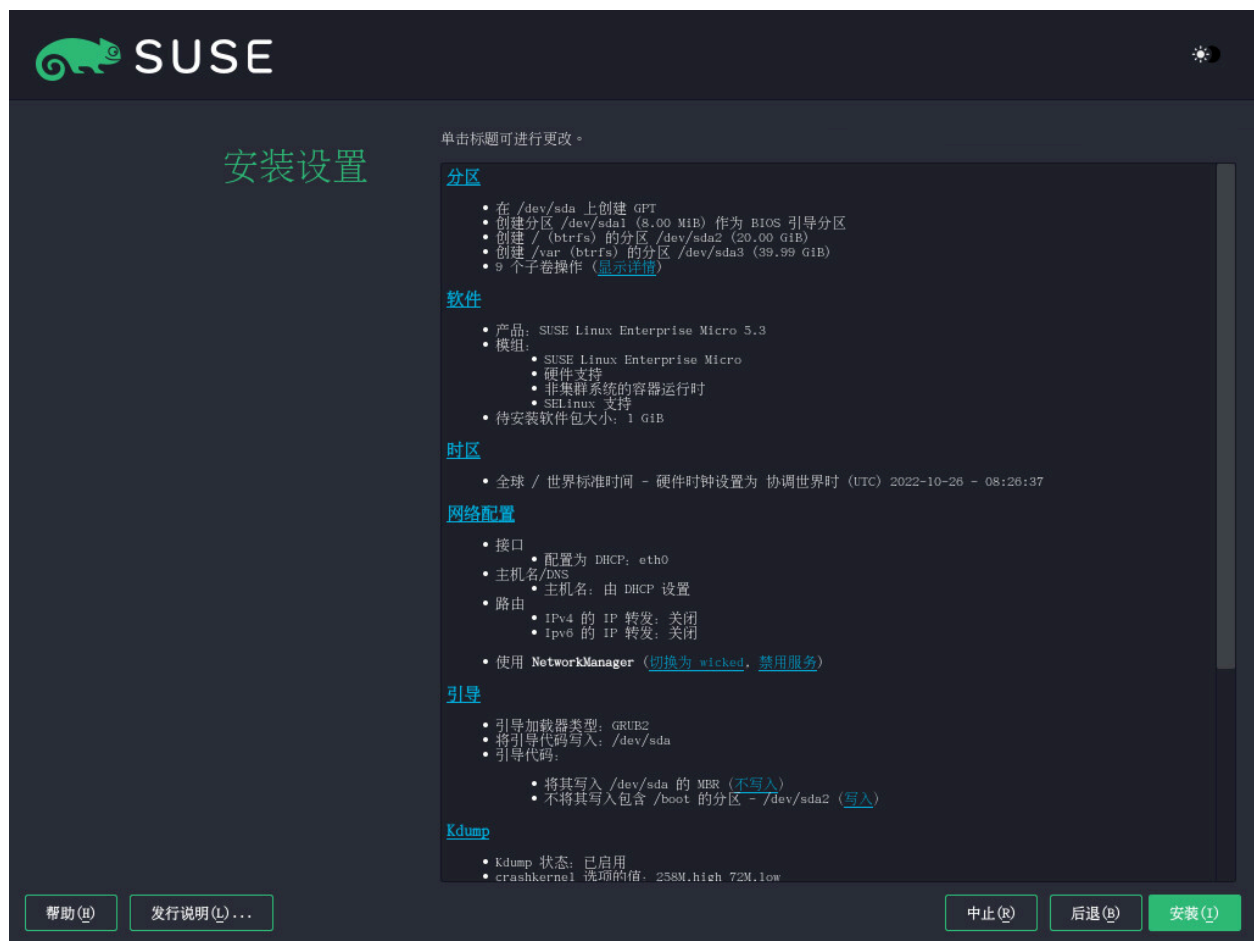 SUSE
安装设置
单击标题可进行更改。
分区
在 /dev/sda 上创建 GPT
创建分区 /dev/sda1 (8.00 MiB) 作为 BIOS 引导分区
创建 / (btrfs) 的分区 /dev/sda2 (20.00 GiB)
创建 /var (btrfs) 的分区 /dev/sda3 (39.99 GiB)
9 个子卷操作 (显示详情)
软件
产品: SUSE Linux Enterprise Micro 5.3
模组:
SUSE Linux Enterprise Micro
硬件支持
非集群系统的容器运行时
SELinux 支持
待安装软件包大小: 1 GiB
时区
全球 / 世界标准时间 - 硬件时钟设置为 协调世界时 (UTC) 2022-10-26 - 08:26:37
网络配置
接口
配置为 DHCP: eth0
主机名/DNS
主机名: 由 DHCP 设置
路由
IPv4 的 IP 转发: 关闭
Ipv6 的 IP 转发: 关闭
使用 NetworkManager (切换为 wicked, 禁用服务)
引导
引导加载器类型: GRUB2
将引导代码写入: /dev/sda
引导代码:
将其写入 /dev/sda 的 MBR (不写入)
不将其写入包含 /boot 的分区 - /dev/sda2 (写入)
Kdump
Kdump 状态: 已启用
crashkernel 选项的值: 258M,high 72M,low
帮助(H) 发行说明(L)... 中止(R) 后退(B) 安装(I)